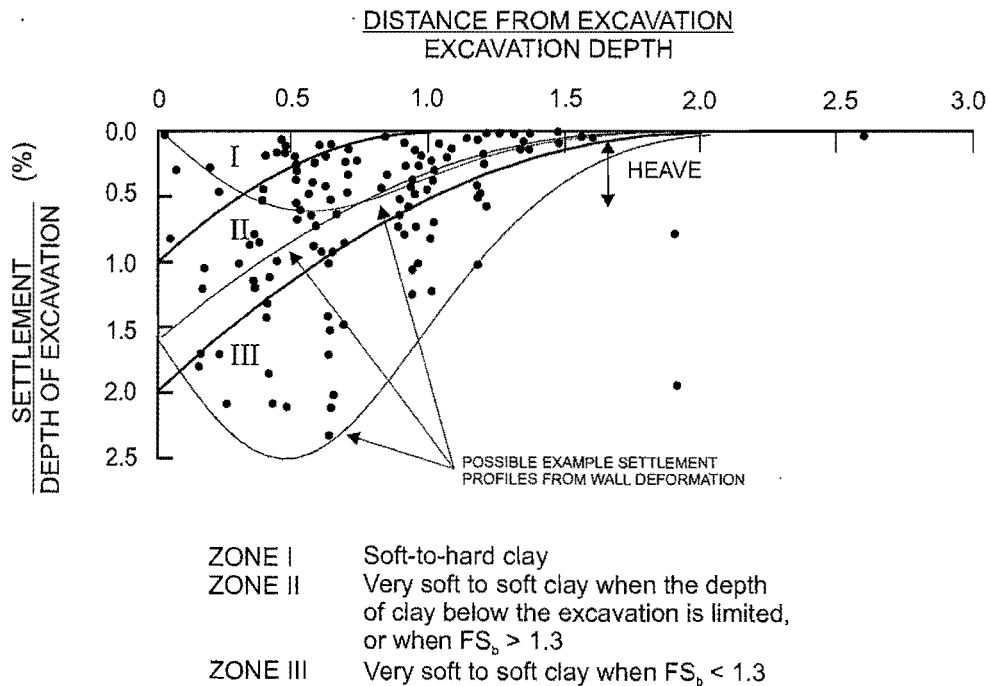 DISTANCE FROM EXCAVATION
EXCAVATION DEPTH
0 0.5 1.0 1.5 2.0 2.5 3.0
SETTLEMENT (%)
DEPTH OF EXCAVATION
0.0
0.5
1.0
1.5
2.0
2.5
I
II
III
HEAVE
POSSIBLE EXAMPLE SETTLEMENT
PROFILES FROM WALL DEFORMATION
ZONE I Soft-to-hard clay
ZONE II Very soft to soft clay when the depth
of clay below the excavation is limited,
or when FSb > 1.3
ZONE III Very soft to soft clay when FSb < 1.3